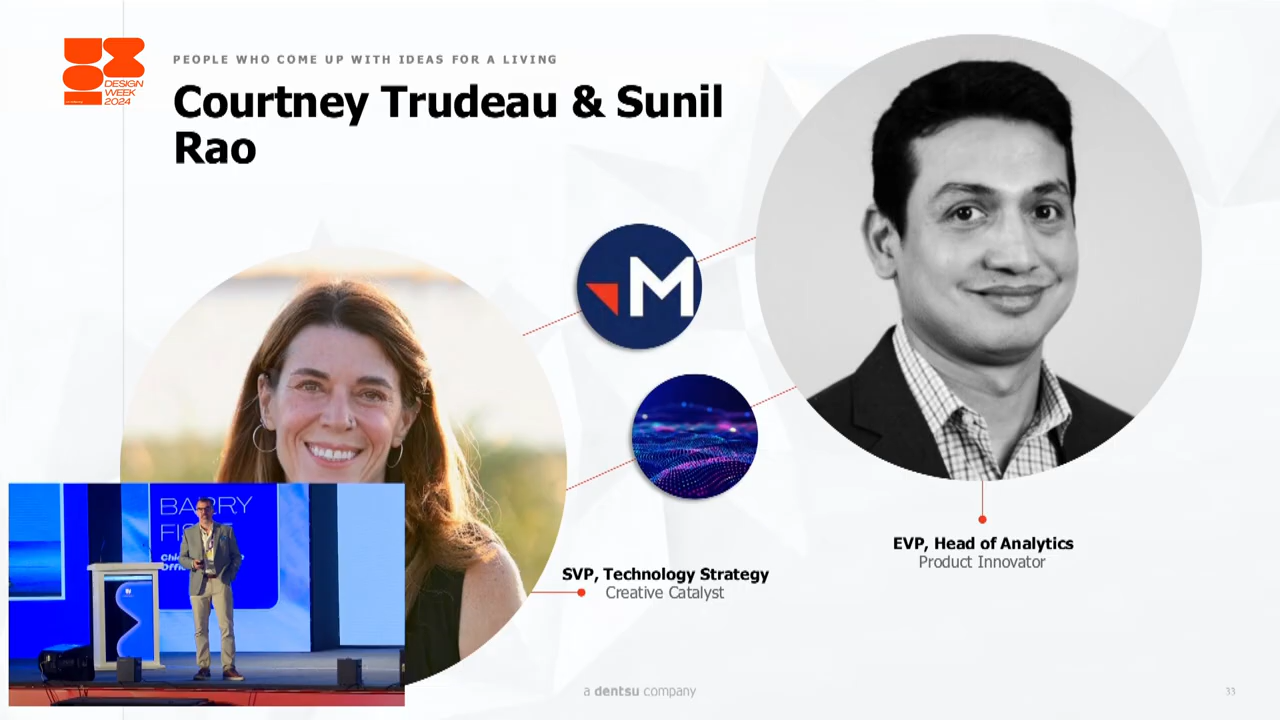 DESIGN
WEEK
2024
PEOPLE WHO COME UP WITH IDEAS FOR A LIVING
Courtney Trudeau & Sunil
Rao
M
EVP, Head of Analytics
Product Innovator
SVP, Technology Strategy
Creative Catalyst
BARRY
a dentsu company
33